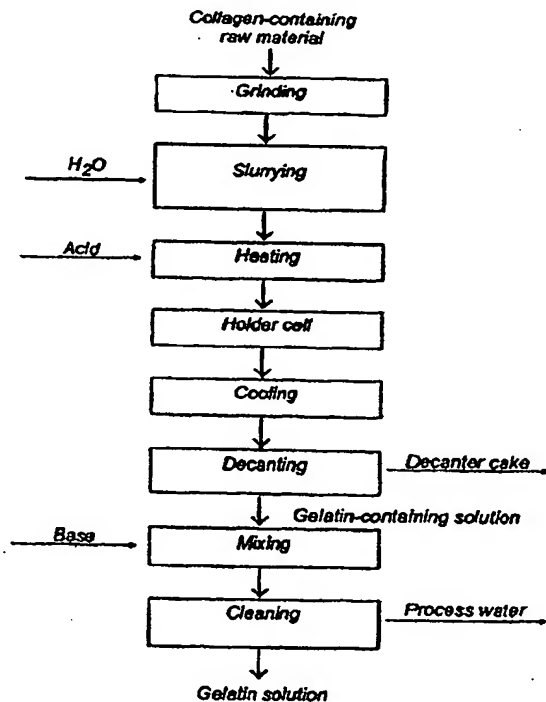 Collagen-containing
raw material
Grinding
H₂O
Slurrying
Acid
Heating
Holder cell
Cooling
Decanting
Decanter cake
Gelatin-containing solution
Base
Mixing
Cleaning
Process water
Gelatin solution